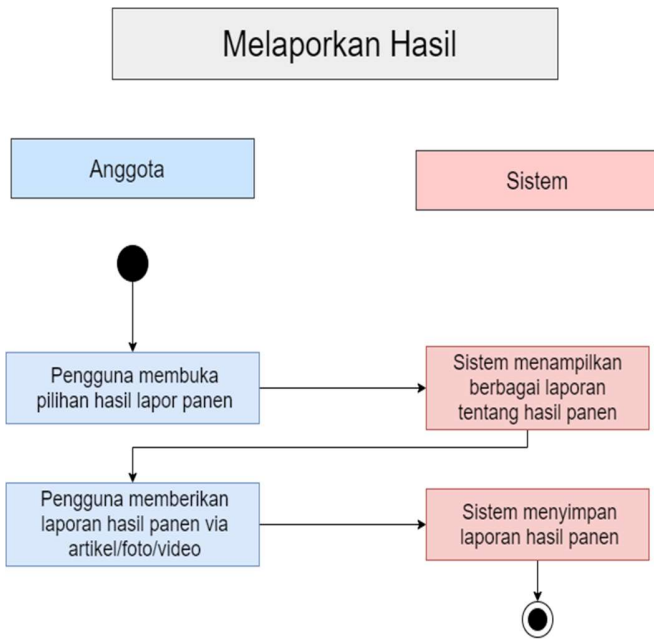 Melaporkan Hasil
Anggota
Sistem
Pengguna membuka
pilihan hasil lapor panen
Sistem menampilkan
berbagai laporan
tentang hasil panen
Pengguna memberikan
laporan hasil panen via
artikel/foto/video
Sistem menyimpan
laporan hasil panen